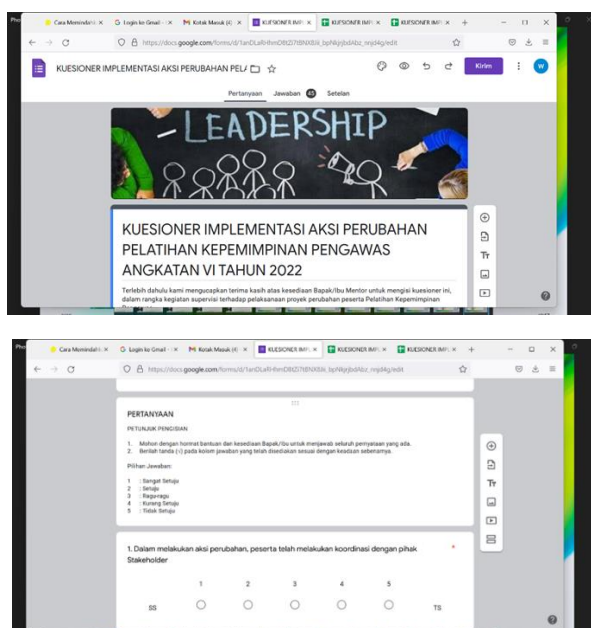 Cara Memindahk
Login ke Gmail -
Kotak Masuk (4)
KUESIONER IMPL
KUESIONER IMPL
KUESIONER IMPL
KUESIONER IMPLEMENTASI AKSI PERUBAHAN PELA
Kirim
W
Pertanyaan Jawaban 45 Setelan
LEADERSHIP
KUESIONER IMPLEMENTASI AKSI PERUBAHAN
PELATIHAN KEPEMIMPINAN PENGAWAS
ANGKATAN VI TAHUN 2022
Terlebih dahulu kami mengucapkan terima kasih atas kesediaan Bapak/Ibu Mentor untuk mengisi kuesioner ini,
dalam rangka kegiatan supervisi terhadap pelaksanaan proyek perubahan peserta Pelatihan Kepemimpinan
Cara Memindahk
Login ke Gmail -
Kotak Masuk (4)
KUESIONER IMPL
KUESIONER IMPL
KUESIONER IMPL
PERTANYAAN
PETUNJUK PENGISIAN
1. Mohon dengan hormat bantuan dan kesediaan Bapak/Ibu untuk menjawab seluruh pernyataan yang ada.
2. Berilah tanda (√) pada kolom jawaban yang telah disediakan sesuai dengan keadaan sebenarnya.
Pilihan Jawaban:
1 : Sangat Setuju
2 : Setuju
3 : Ragu-ragu
4 : Kurang Setuju
5 : Tidak Setuju
1. Dalam melakukan aksi perubahan, peserta telah melakukan koordinasi dengan pihak *
Stakeholder
1 2 3 4 5
SS TS